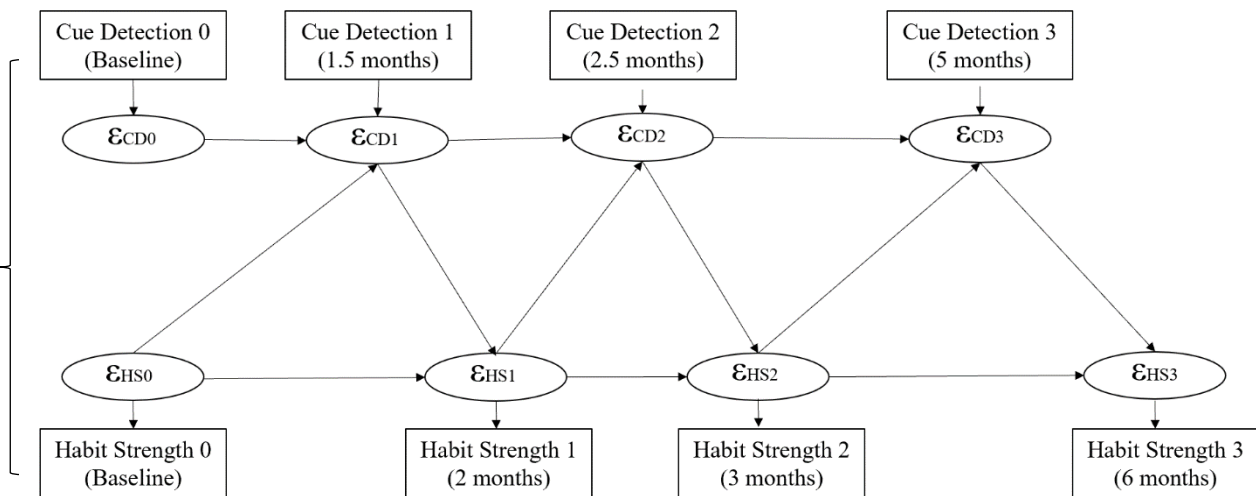 Cue Detection 0
(Baseline)
Cue Detection 1
(1.5 months)
Cue Detection 2
(2.5 months)
Cue Detection 3
(5 months)
εCD0
εCD1
εCD2
εCD3
εHS0
εHS1
εHS2
εHS3
Habit Strength 0
(Baseline)
Habit Strength 1
(2 months)
Habit Strength 2
(3 months)
Habit Strength 3
(6 months)